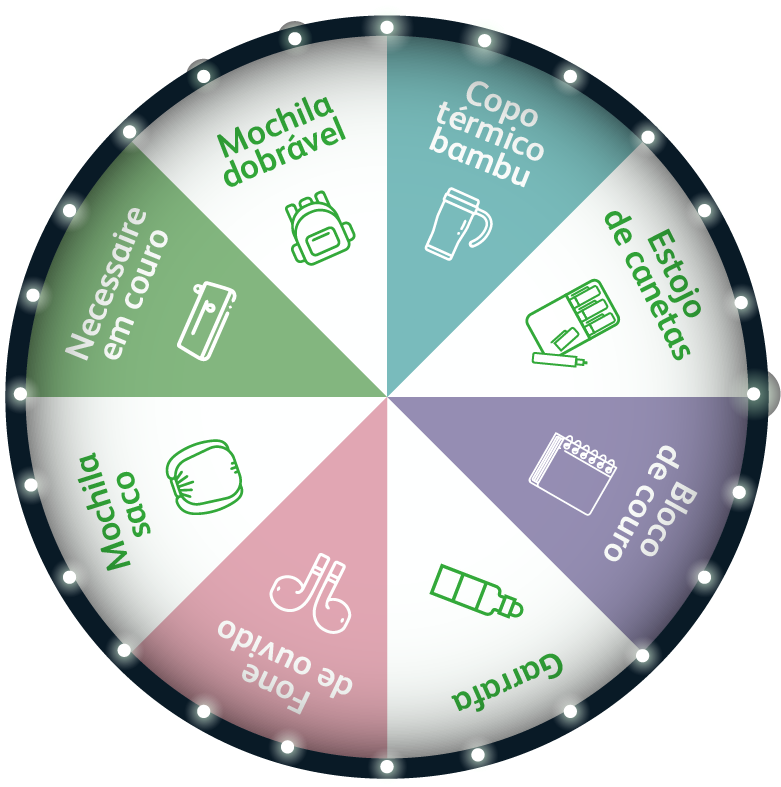 Copo
térmico
bambu
Estojo
de canetas
Bloco
de couro
Garrafa
Fone
de ouvido
Mochila
saco
Necessaire
em couro
Mochila
dobrável